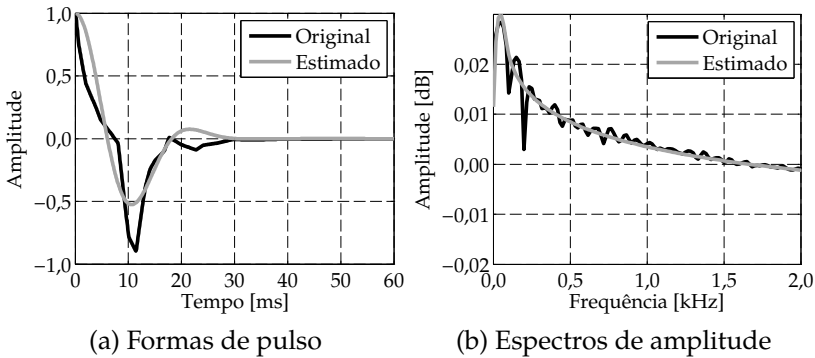 1,0
0,5
0,0
−0,5
−1,0
Amplitude
0
10
20
30
40
50
60
Tempo [ms]
Original
Estimado
(a) Formas de pulso
0,02
0,01
0,00
−0,01
−0,02
Amplitude [dB]
0,0
0,5
1,0
1,5
2,0
Frequência [kHz]
Original
Estimado
(b) Espectros de amplitude